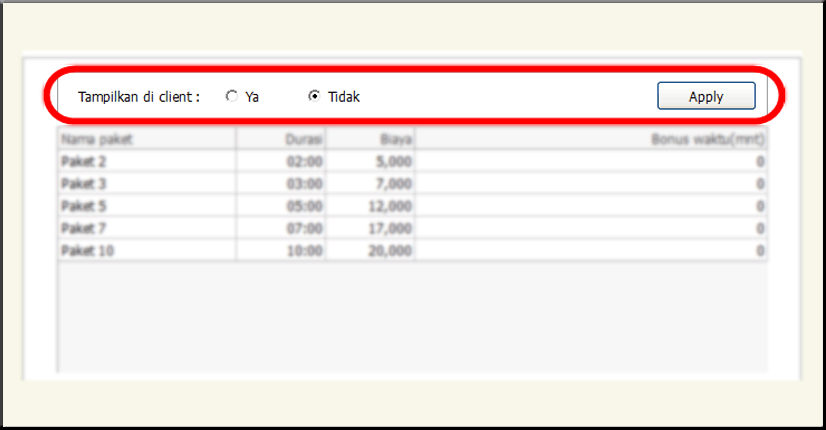 Tampilkan di client : Ya Tidak Apply
Nama paket Durasi Biaya Bonus waktu(mnt)
Paket 2 02:00 5,000 0
Paket 3 03:00 7,000 0
Paket 5 05:00 12,000 0
Paket 7 07:00 17,000 0
Paket 10 10:00 20,000 0